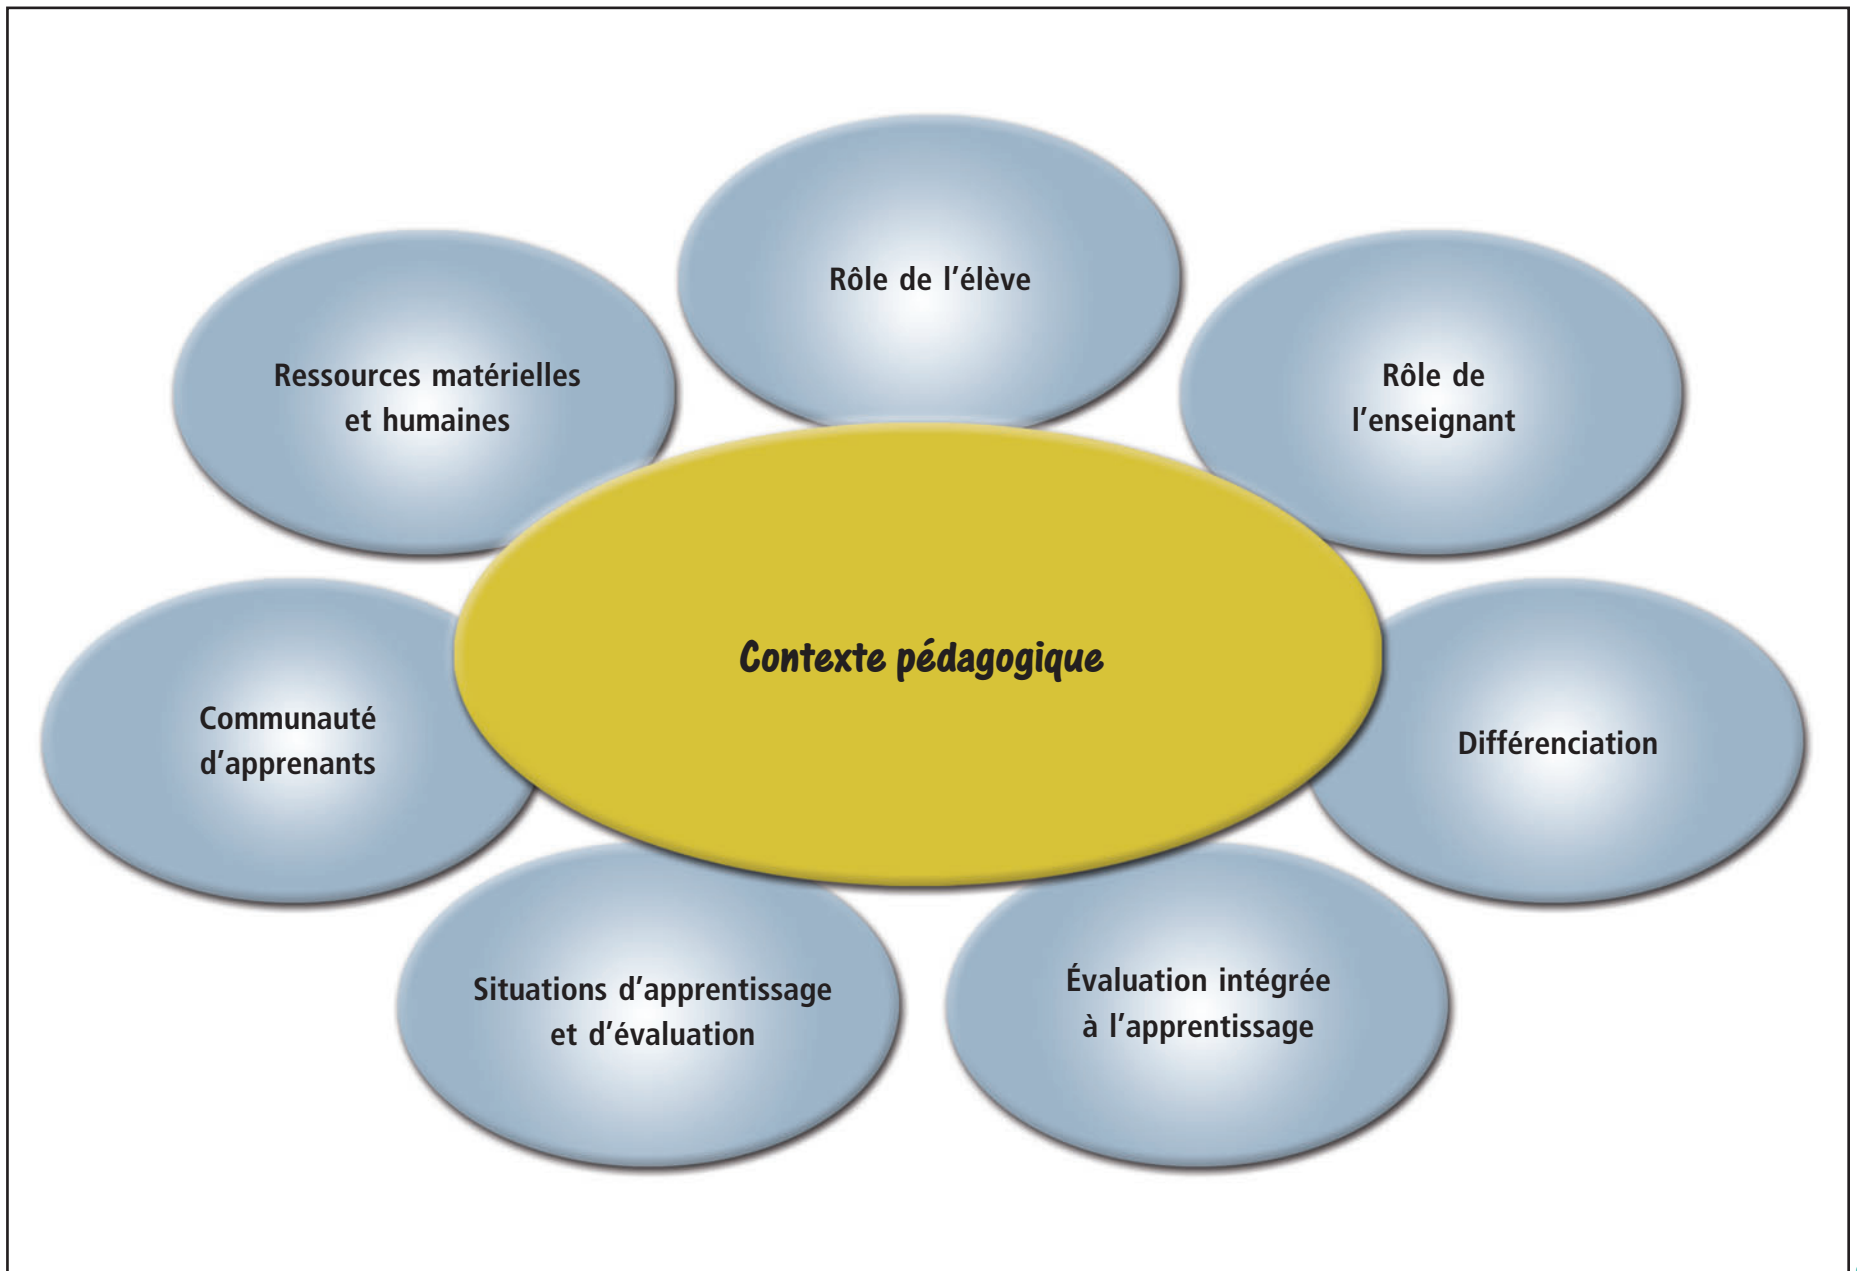 Rôle de l'élève
Ressources matérielles
et humaines
Rôle de
l'enseignant
Contexte pédagogique
Communauté
d'apprenants
Différenciation
Situations d'apprentissage
et d'évaluation
Évaluation intégrée
à l'apprentissage